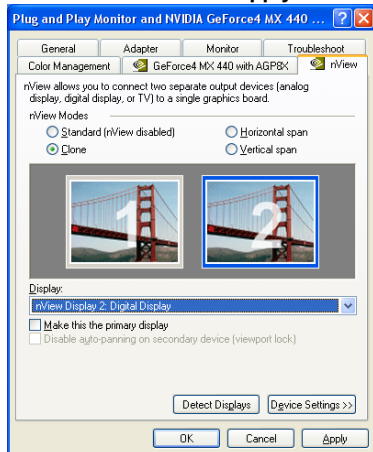 Plug and Play Monitor and NVIDIA GeForce4 MX 440 ...
General Adapter Monitor Troubleshoot
Color Management GeForce4 MX 440 with AGP8X nView
nView allows you to connect two separate output devices (analog
display, digital display, or TV) to a single graphics board.
nView Modes
Standard (nView disabled) Horizontal span
Clone Vertical span
1 2
Display:
nView Display 2: Digital Display
Make this the primary display
Disable auto-panning on secondary device (viewport lock)
Detect Displays Device Settings >>
OK Cancel Apply